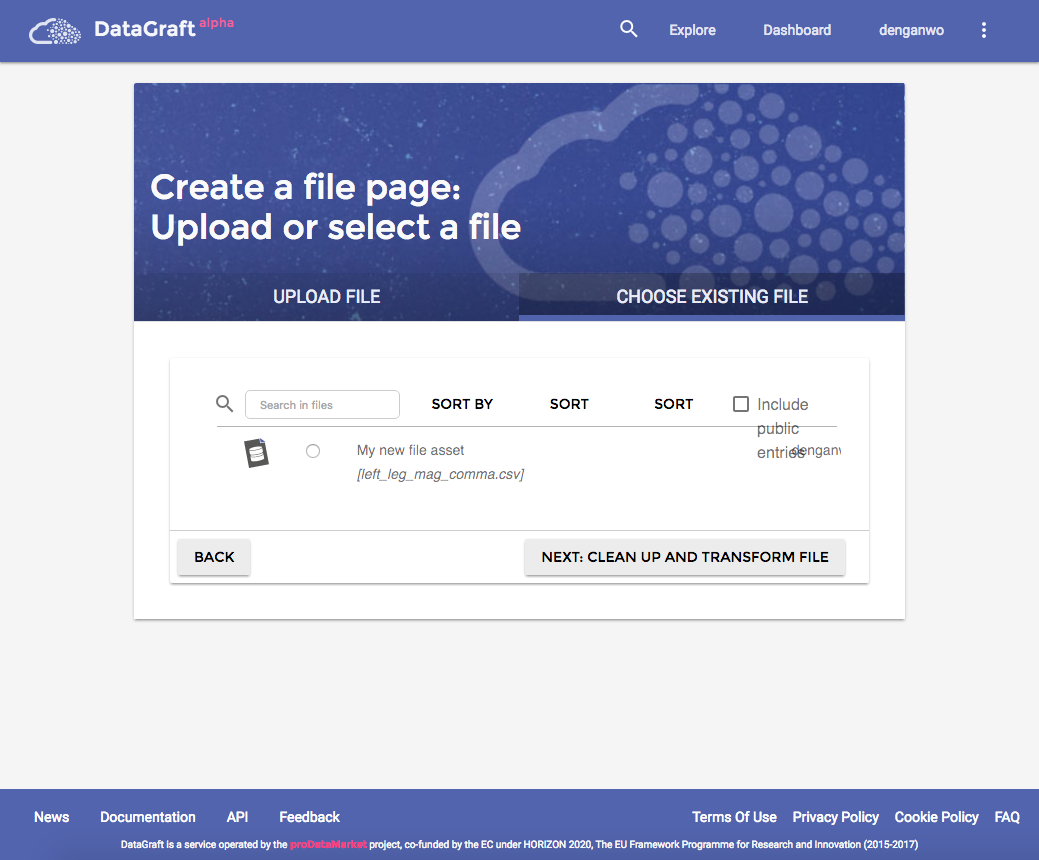 DataGraft alpha
Explore
Dashboard
denganwo
Create a file page:
Upload or select a file
UPLOAD FILE
CHOOSE EXISTING FILE
Search in files
SORT BY
SORT
SORT
Include
public
entries
My new file asset
[left_leg_mag_comma.csv]
BACK
NEXT: CLEAN UP AND TRANSFORM FILE
News
Documentation
API
Feedback
Terms Of Use
Privacy Policy
Cookie Policy
FAQ
DataGraft is a service operated by the proDataMarket project, co-funded by the EC under HORIZON 2020, The EU Framework Programme for Research and Innovation (2015-2017)